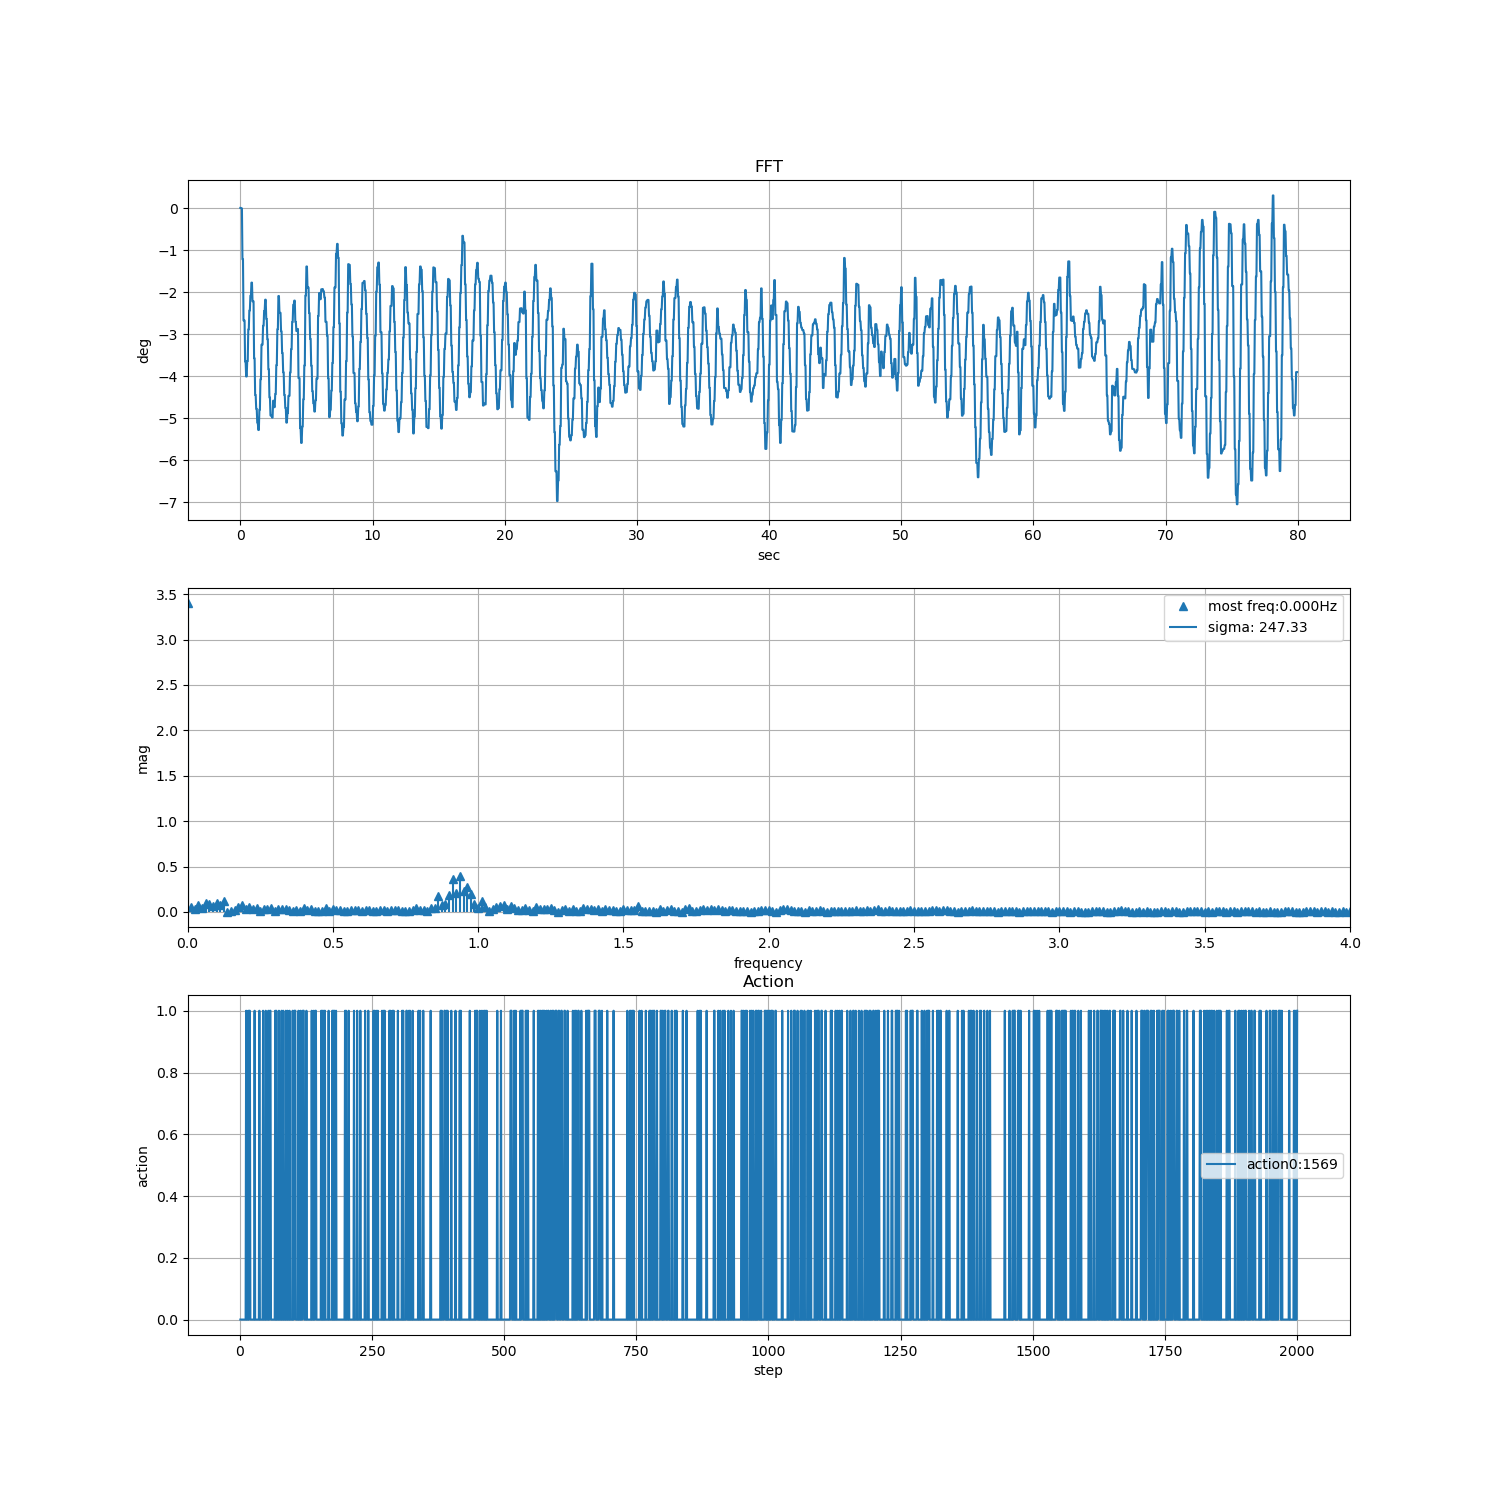 FFT
0
−1
−2
−3
−4
−5
−6
−7
deg
0 10 20 30 40 50 60 70 80
sec
3.5
3.0
2.5
2.0
1.5
1.0
0.5
0.0
mag
most freq:0.000Hz
sigma: 247.33
0.0 0.5 1.0 1.5 2.0 2.5 3.0 3.5 4.0
frequency
Action
1.0
0.8
0.6
0.4
0.2
0.0
action
action0:1569
0 250 500 750 1000 1250 1500 1750 2000
step